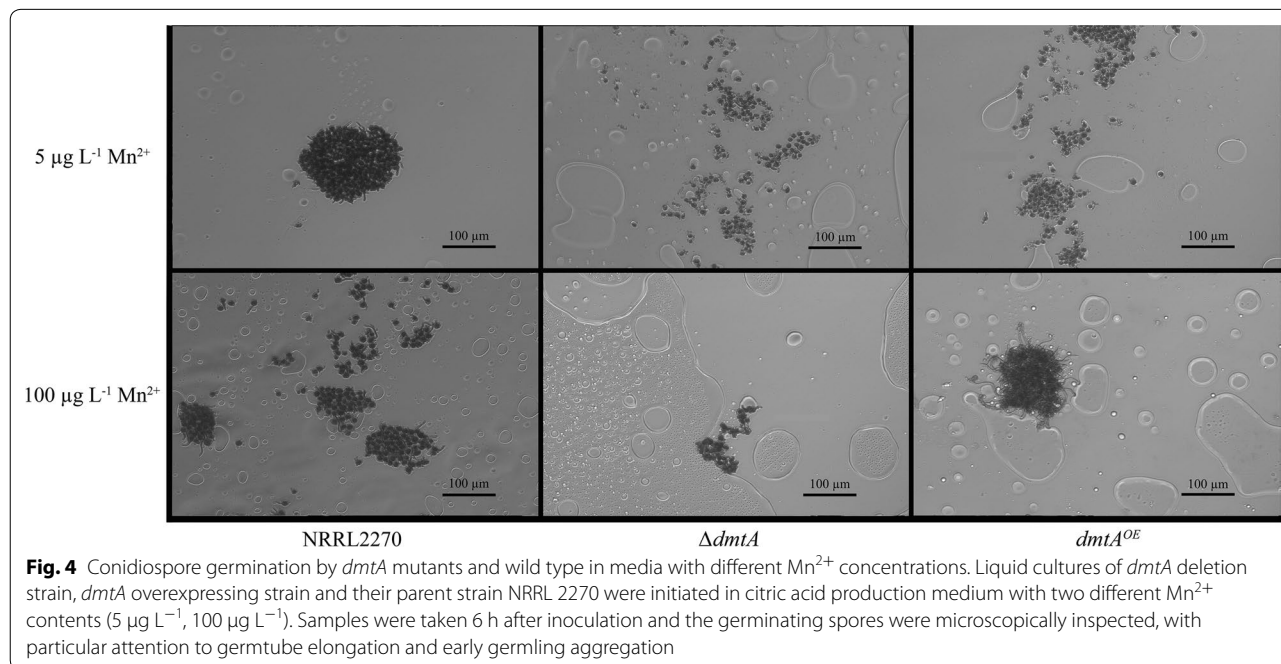 5 µg L⁻¹ Mn²⁺
100 µm
100 µm
100 µm
100 µg L⁻¹ Mn²⁺
100 µm
100 µm
100 µm
NRRL2270
ΔdmtA
dmtAᴼᴱ
Fig. 4 Conidiospore germination by dmtA mutants and wild type in media with different Mn²⁺ concentrations. Liquid cultures of dmtA deletion
strain, dmtA overexpressing strain and their parent strain NRRL 2270 were initiated in citric acid production medium with two different Mn²⁺
contents (5 µg L⁻¹, 100 µg L⁻¹). Samples were taken 6 h after inoculation and the germinating spores were microscopically inspected, with
particular attention to germtube elongation and early germling aggregation